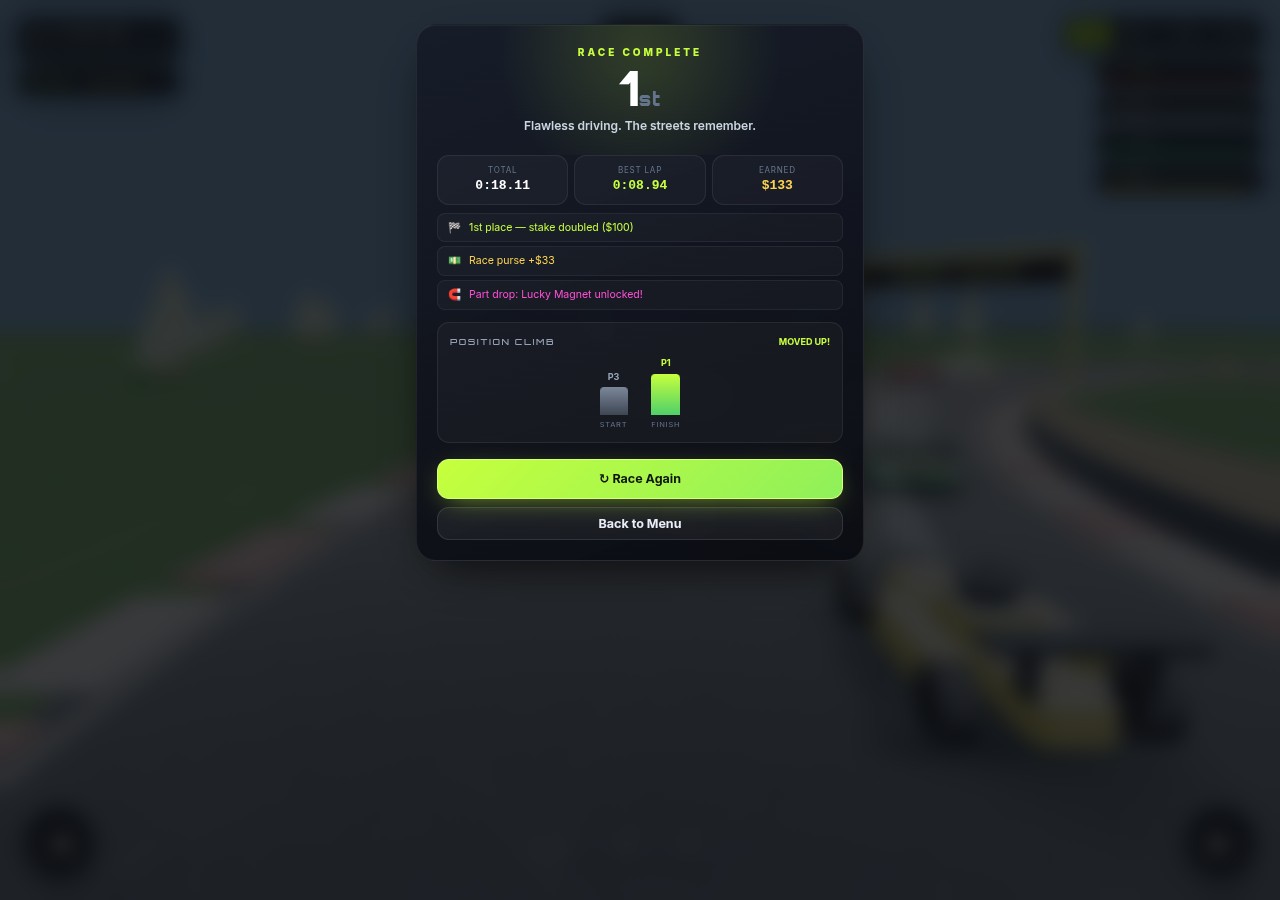 RACE COMPLETE
1st
Flawless driving. The streets remember.
TOTAL
0:18.11
BEST LAP
0:08.94
EARNED
$133
🏁 1st place — stake doubled ($100)
💵 Race purse +$33
🧲 Part drop: Lucky Magnet unlocked!
POSITION CLIMB
MOVED UP!
P3
START
P1
FINISH
↻ Race Again
Back to Menu